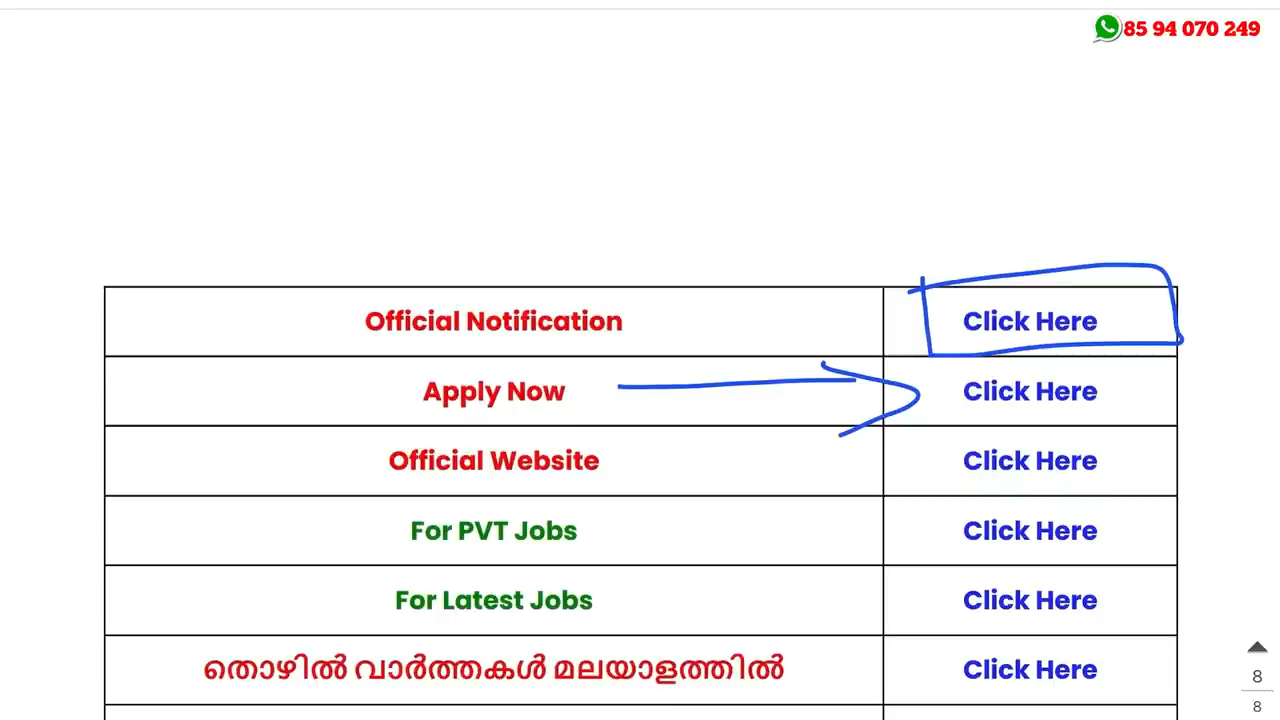 85 94 070 249
Official Notification Click Here
Apply Now Click Here
Official Website Click Here
For PVT Jobs Click Here
For Latest Jobs Click Here
തൊഴിൽ വാർത്തകൾ മലയാളത്തിൽ Click Here
8
8